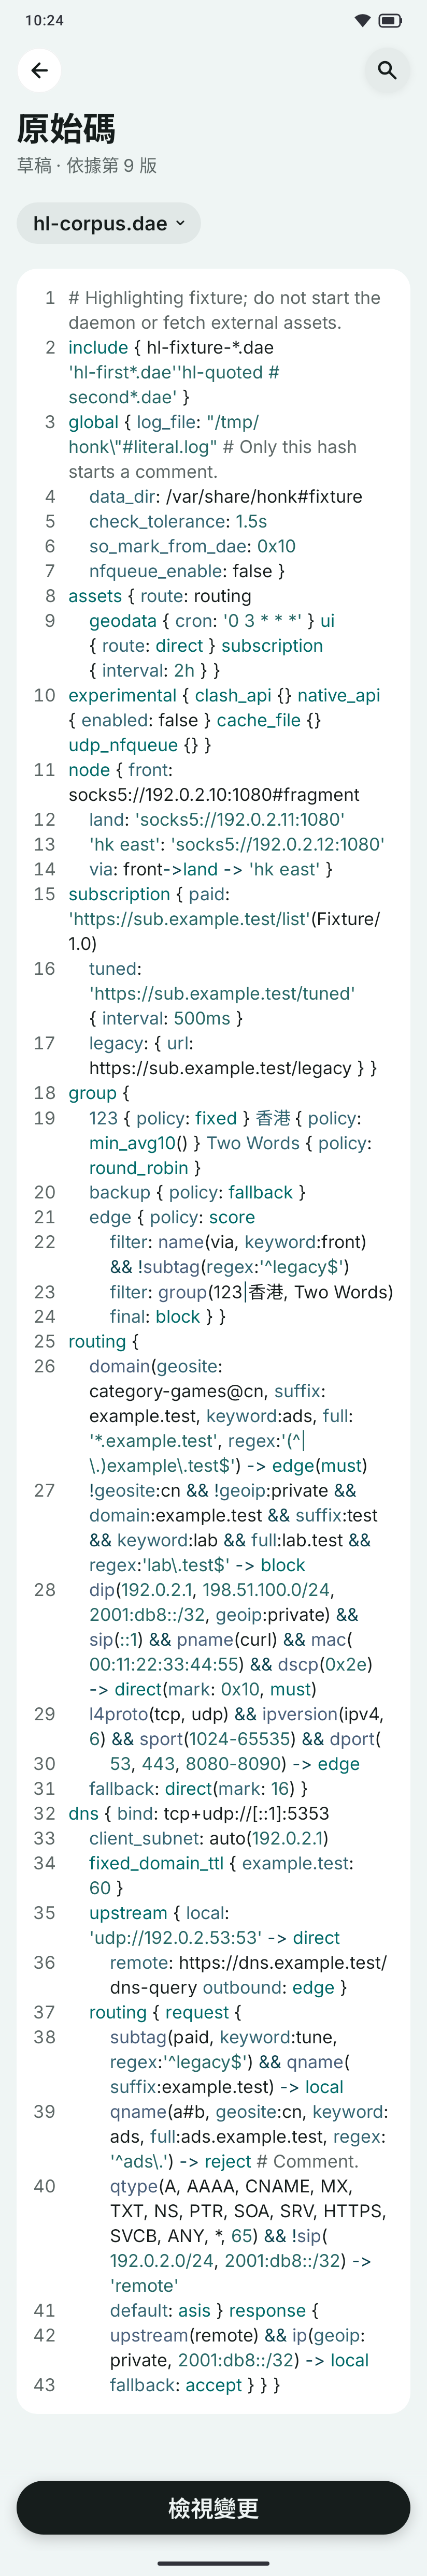 10:24
原始碼
草稿 · 依據第 9 版
hl-corpus.dae
1 # Highlighting fixture; do not start the
daemon or fetch external assets.
2 include { hl-fixture-*.dae
'hl-first*.dae''hl-quoted #
second*.dae' }
3 global { log_file: "/tmp/
honk\"#literal.log" # Only this hash
starts a comment.
4 data_dir: /var/share/honk#fixture
5 check_tolerance: 1.5s
6 so_mark_from_dae: 0x10
7 nfqueue_enable: false }
8 assets { route: routing
9 geodata { cron: '0 3 * * *' } ui
{ route: direct } subscription
{ interval: 2h } }
10 experimental { clash_api {} native_api
{ enabled: false } cache_file {}
udp_nfqueue {} }
11 node { front:
socks5://192.0.2.10:1080#fragment
12 land: 'socks5://192.0.2.11:1080'
13 'hk east': 'socks5://192.0.2.12:1080'
14 via: front->land -> 'hk east' }
15 subscription { paid:
'https://sub.example.test/list'(Fixture/
1.0)
16 tuned:
'https://sub.example.test/tuned'
{ interval: 500ms }
17 legacy: { url:
https://sub.example.test/legacy } }
18 group {
19 123 { policy: fixed } 香港 { policy:
min_avg10() } Two Words { policy:
round_robin }
20 backup { policy: fallback }
21 edge { policy: score
22 filter: name(via, keyword:front)
&& !subtag(regex:'^legacy$')
23 filter: group(123|香港, Two Words)
24 final: block } }
25 routing {
26 domain(geosite:
category-games@cn, suffix:
example.test, keyword:ads, full:
'*.example.test', regex:'(^|
\.)example\.test$') -> edge(must)
27 !geosite:cn && !geoip:private &&
domain:example.test && suffix:test
&& keyword:lab && full:lab.test &&
regex:'lab\.test$' -> block
28 dip(192.0.2.1, 198.51.100.0/24,
2001:db8::/32, geoip:private) &&
sip(::1) && pname(curl) && mac(
00:11:22:33:44:55) && dscp(0x2e)
-> direct(mark: 0x10, must)
29 l4proto(tcp, udp) && ipversion(ipv4,
6) && sport(1024-65535) && dport(
30 53, 443, 8080-8090) -> edge
31 fallback: direct(mark: 16) }
32 dns { bind: tcp+udp://[::1]:5353
33 client_subnet: auto(192.0.2.1)
34 fixed_domain_ttl { example.test:
60 }
35 upstream { local:
'udp://192.0.2.53:53' -> direct
36 remote: https://dns.example.test/
dns-query outbound: edge }
37 routing { request {
38 subtag(paid, keyword:tune,
regex:'^legacy$') && qname(
suffix:example.test) -> local
39 qname(a#b, geosite:cn, keyword:
ads, full:ads.example.test, regex:
'^ads\.') -> reject # Comment.
40 qtype(A, AAAA, CNAME, MX,
TXT, NS, PTR, SOA, SRV, HTTPS,
SVCB, ANY, *, 65) && !sip(
192.0.2.0/24, 2001:db8::/32) ->
'remote'
41 default: asis } response {
42 upstream(remote) && ip(geoip:
private, 2001:db8::/32) -> local
43 fallback: accept } } }
檢視變更